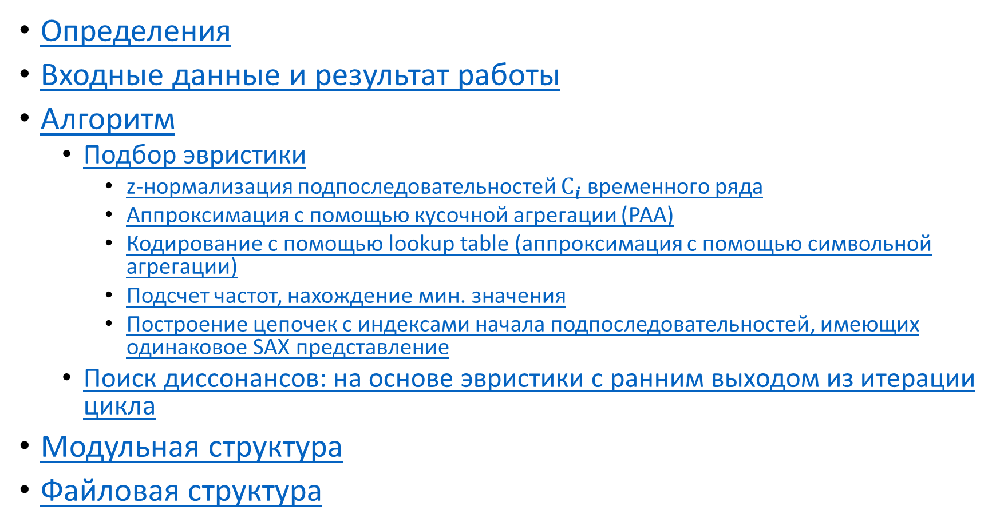 • Определения
• Входные данные и результат работы
• Алгоритм
• Подбор эвристики
• z-нормализация подпоследовательностей C𝑖 временного ряда
• Аппроксимация с помощью кусочной агрегации (PAA)
• Кодирование с помощью lookup table (аппроксимация с помощью символьной
агрегации)
• Подсчет частот, нахождение мин. значения
• Построение цепочек с индексами начала подпоследовательностей, имеющих
одинаковое SAX представление
• Поиск диссонансов: на основе эвристики с ранним выходом из итерации
цикла
• Модульная структура
• Файловая структура